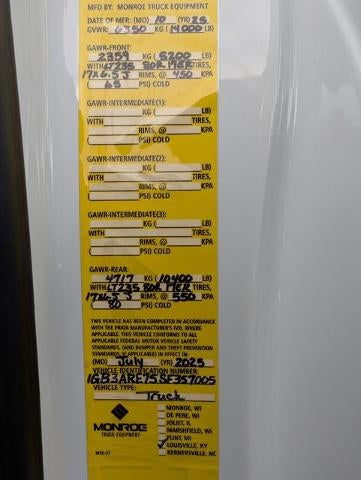 MFD BY: MONROE TRUCK EQUIPMENT
DATE OF MFR: (MO) 10 (YR) 25
GVWR: 6350 KG (14000 LB)
GAWR-FRONT:
2359 KG (5200 LB)
WITH LT235 80R 17ER TIRES,
17X6.5 J RIMS, @ 450 KPA
65 PSI) COLD
GAWR-INTERMEDIATE(1):
KG ( LB)
WITH TIRES,
RIMS, @ KPA
PSI) COLD
GAWR-INTERMEDIATE(2):
KG ( LB)
WITH TIRES,
RIMS, @ KPA
PSI) COLD
GAWR-INTERMEDIATE(3):
KG ( LB)
WITH TIRES,
RIMS, @ KPA
PSI) COLD
GAWR-REAR:
4717 KG (10400 LB)
WITH LT235 80R 17ER TIRES,
17X6.5 J RIMS, @ 550 KPA
80 PSI) COLD
THIS VEHICLE HAS BEEN COMPLETED IN ACCORDANCE
WITH THE PRIOR MANUFACTURER'S IVD, WHERE
APPLICABLE. THIS VEHICLE CONFORMS TO ALL
APPLICABLE FEDERAL MOTOR VEHICLE SAFETY
STANDARDS, (AND BUMPER AND THEFT PREVENTION
STANDARDS, IF APPLICABLE) IN EFFECT IN
(MO) July (YR) 2025
VEHICLE IDENTIFICATION NUMBER:
1GB3ARE75SF357005
VEHICLE TYPE:
Truck
MONROE, WI
DE PERE, WI
JOLIET, IL
MARSHFIELD, WI
FLINT, MI
LOUISVILLE, KY
KERNERSVILLE, NC
MONROE
TRUCK EQUIPMENT
MTE-37